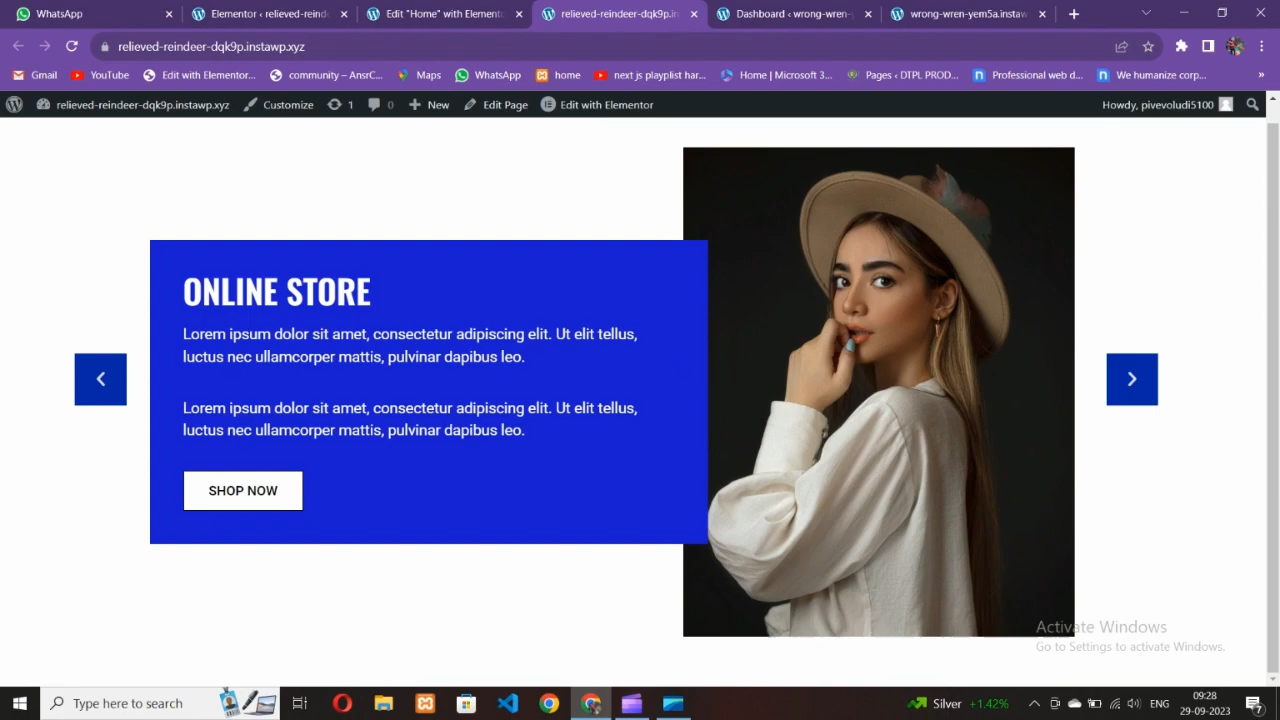 WhatsApp
Elementor ‹ relieved-reind
Edit "Home" with Element
relieved-reindeer-dqk9p.in
Dashboard ‹ wrong-wren-
wrong-wren-yem5a.instaw
relieved-reindeer-dqk9p.instawp.xyz
Gmail
YouTube
Edit with Elementor...
community – AnsrC...
Maps
WhatsApp
home
next js playplist har...
Home | Microsoft 3...
Pages ‹ DTPL PROD...
Professional web d...
We humanize corp...
»
relieved-reindeer-dqk9p.instawp.xyz
Customize
1
0
New
Edit Page
Edit with Elementor
Howdy, pivevoludi5100
ONLINE STORE
Lorem ipsum dolor sit amet, consectetur adipiscing elit. Ut elit tellus,
luctus nec ullamcorper mattis, pulvinar dapibus leo.
Lorem ipsum dolor sit amet, consectetur adipiscing elit. Ut elit tellus,
luctus nec ullamcorper mattis, pulvinar dapibus leo.
SHOP NOW
Activate Windows
Go to Settings to activate Windows.
Type here to search
Silver +1.42%
ENG
09:28
29-09-2023
7